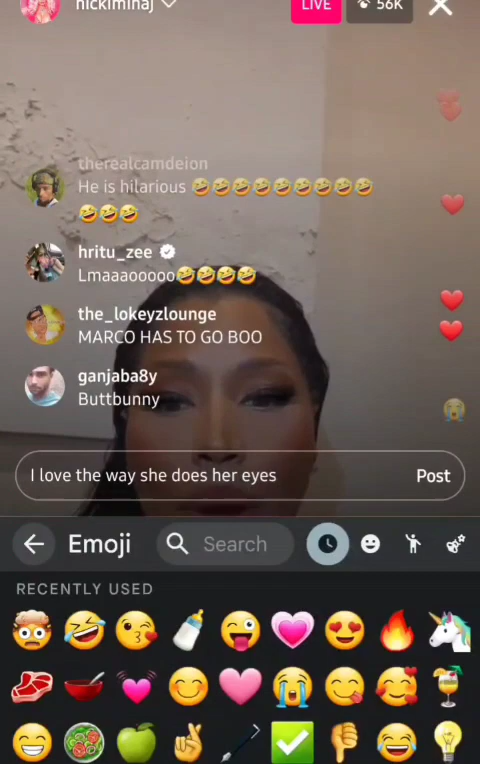 nickiminaj
LIVE
56K
therealcamdeion
He is hilarious 🤣🤣🤣🤣🤣🤣🤣🤣🤣
🤣🤣🤣
hritu_zee
Lmaaaooooo🤣🤣🤣🤣
the_lokeyzlounge
MARCO HAS TO GO BOO
ganjaba8y
Buttbunny
I love the way she does her eyes
Post
Emoji
Search
RECENTLY USED